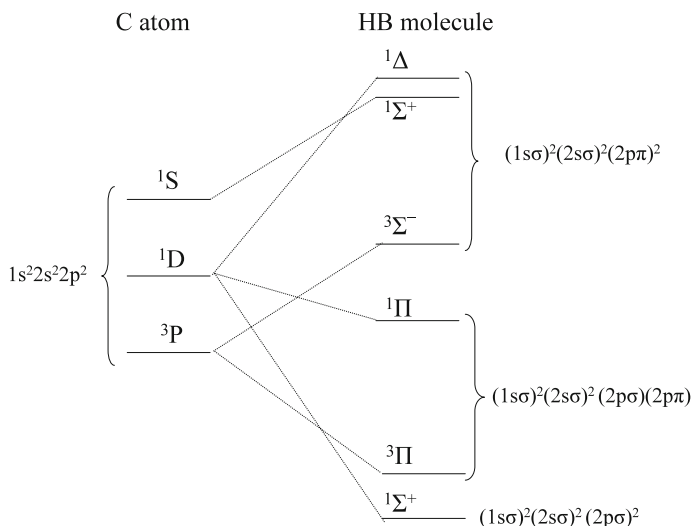 C atom HB molecule
¹Δ
¹Σ⁺
(1sσ)²(2sσ)²(2pπ)²
¹S
³Σ⁻
¹D
1s²2s²2p²
¹Π
³P
(1sσ)²(2sσ)² (2pσ)(2pπ)
³Π
¹Σ⁺
(1sσ)²(2sσ)² (2pσ)²